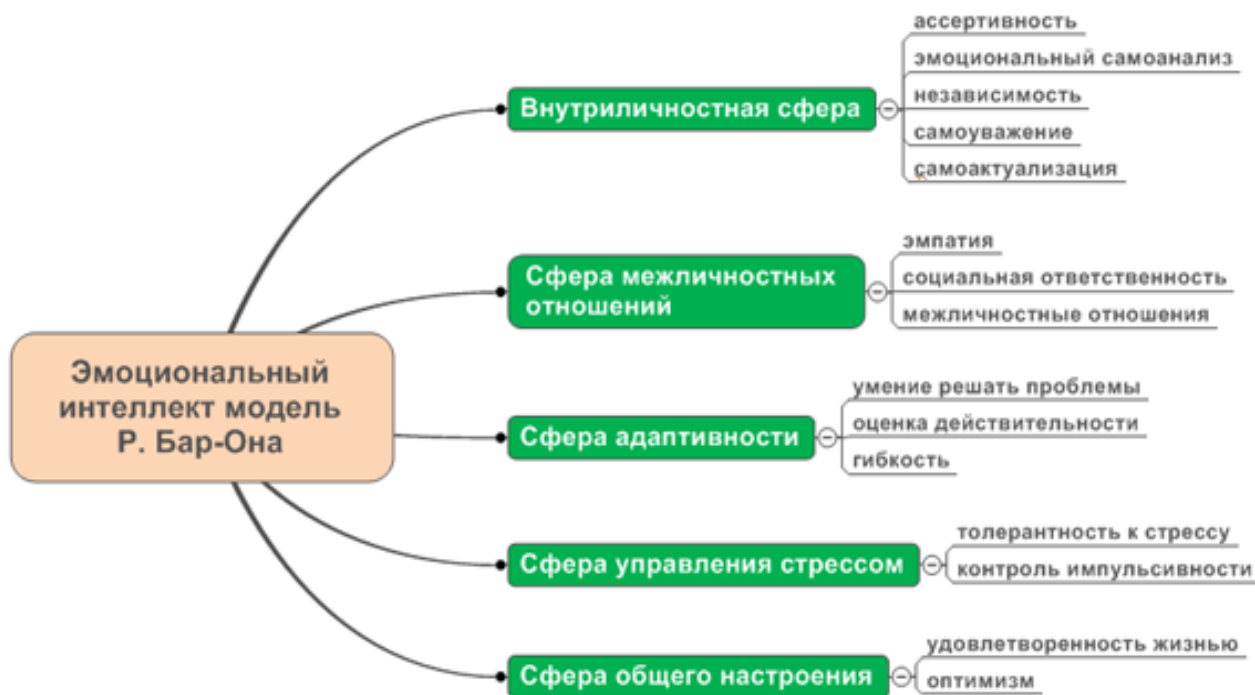 Эмоциональный
интеллект модель
Р. Бар-Она
Внутриличностная сфера
ассертивность
эмоциональный самоанализ
независимость
самоуважение
самоактуализация
Сфера межличностных
отношений
эмпатия
социальная ответственность
межличностные отношения
Сфера адаптивности
умение решать проблемы
оценка действительности
гибкость
Сфера управления стрессом
толерантность к стрессу
контроль импульсивности
Сфера общего настроения
удовлетворенность жизнью
оптимизм